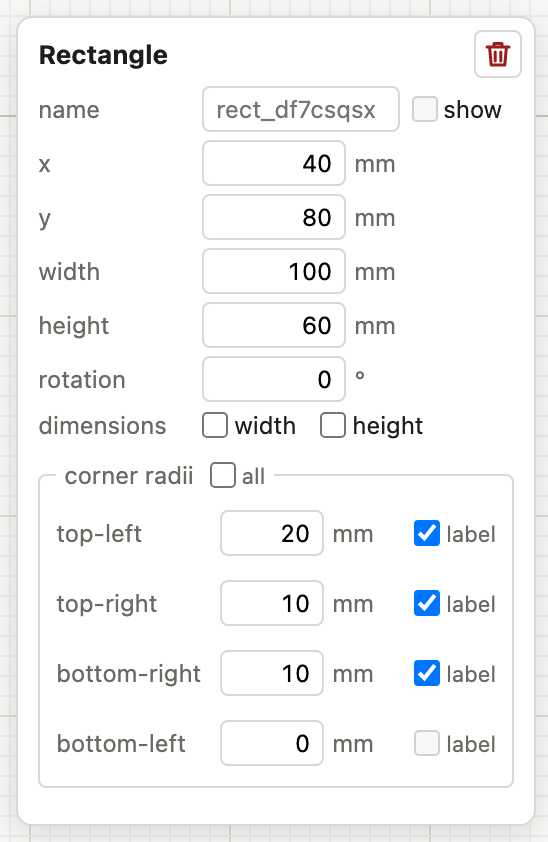 Rectangle
name rect_df7csqsx show
x 40 mm
y 80 mm
width 100 mm
height 60 mm
rotation 0 °
dimensions width height
corner radii all
top-left 20 mm label
top-right 10 mm label
bottom-right 10 mm label
bottom-left 0 mm label